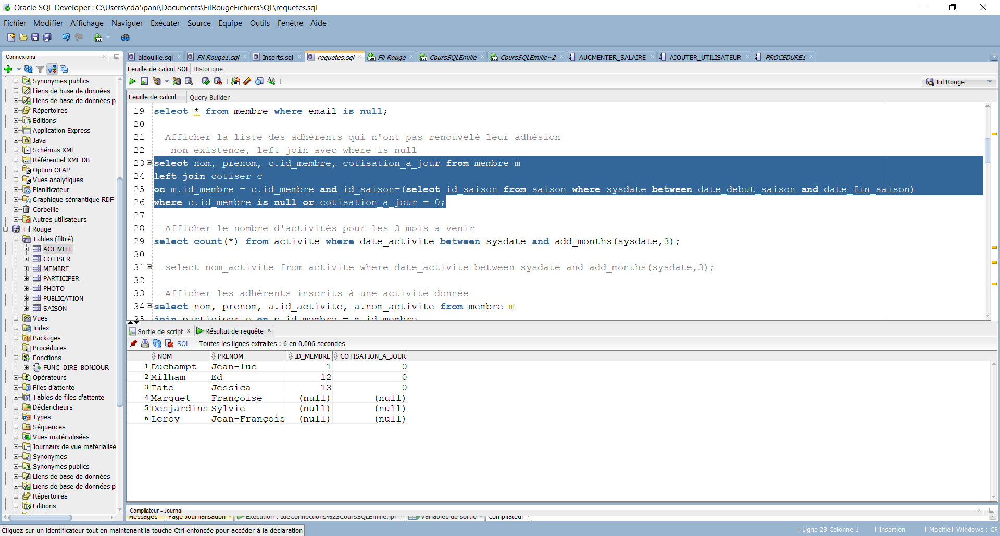 Oracle SQL Developer : C:\Users\cda5pani\Documents\FilRougeFichiersSQL\requetes.sql
Fichier Modifier Affichage Naviguer Exécuter Source Equipe Outils Fenêtre Aide
Connexions
bidouille.sql Fil Rouge1.sql Inserts.sql requetes.sql Fil Rouge CoursSQLEmilie CoursSQLEmilie~2 AUGMENTER_SALAIRE AJOUTER_UTILISATEUR PROCEDURE1
Feuille de calcul SQL Historique
Fil Rouge
Feuille de calcul Query Builder
Synonymes publics
Liens de base de données
Liens de base de données p
Répertoires
Editions
Application Express
Java
Schémas XML
Référentiel XML DB
Option OLAP
Vues analytiques
Planificateur
Graphique sémantique RDF
Corbeille
Autres utilisateurs
Fil Rouge
Tables (filtré)
ACTIVITE
COTISER
MEMBRE
PARTICIPER
PHOTO
PUBLICATION
SAISON
Vues
Index
Packages
Procédures
Fonctions
FUNC_DIRE_BONJOUR
Opérateurs
Files d'attente
Tables de files d'attente
Déclencheurs
Types
Séquences
Vues matérialisées
Journaux de vue matérialisé
Synonymes
Synonymes publics
Liens de base de données
Liens de base de données p
Répertoires
Editions
19 select * from membre where email is null;
20
21 --Afficher la liste des adhérents qui n'ont pas renouvelé leur adhésion
22 -- non existence, left join avec where is null
23 select nom, prenom, c.id_membre, cotisation_a_jour from membre m
24 left join cotiser c
25 on m.id_membre = c.id_membre and id_saison=(select id_saison from saison where sysdate between date_debut_saison and date_fin_saison)
26 where c.id_membre is null or cotisation_a_jour = 0;
27
28 --Afficher le nombre d'activités pour les 3 mois à venir
29 select count(*) from activite where date_activite between sysdate and add_months(sysdate,3);
30
31 --select nom_activite from activite where date_activite between sysdate and add_months(sysdate,3);
32
33 --Afficher les adhérents inscrits à une activité donnée
34 select nom, prenom, a.id_activite, a.nom_activite from membre m
35 join participer p on p.id_membre = m.id_membre
Sortie de script x Résultat de requête x
SQL Toutes les lignes extraites : 6 en 0,006 secondes
NOM PRENOM ID_MEMBRE COTISATION_A_JOUR
1 Duchampt Jean-luc 1 0
2 Milham Ed 12 0
3 Tate Jessica 13 0
4 Marquet Françoise (null) (null)
5 Desjardins Sylvie (null) (null)
6 Leroy Jean-François (null) (null)
Compilateur - Journal
Messages Page Journalisation Exécution : IdeConnections%23CoursSQLEmilie.jpr Variables de sortie Compilateur
Cliquez sur un identificateur tout en maintenant la touche Ctrl enfoncée pour accéder à la déclaration
Ligne 23 Colonne 1 Insertion Modifié Windows : CR